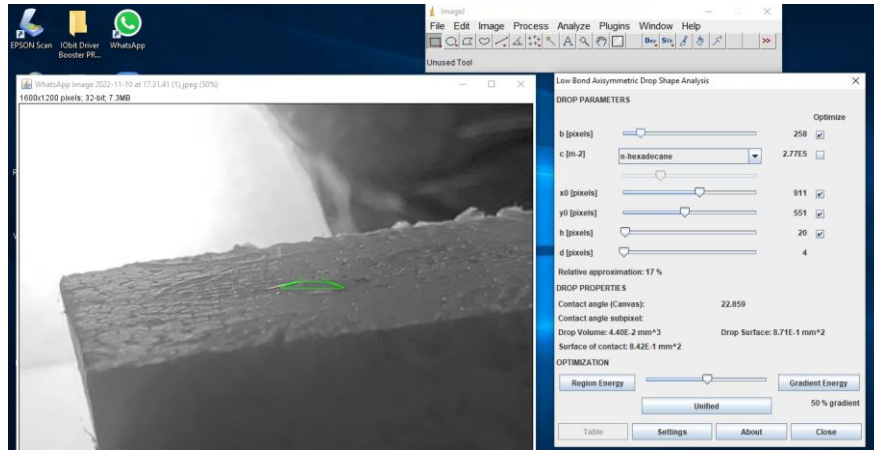 EPSON Scan
IObit Driver
Booster PR...
WhatsApp
ImageJ
File Edit Image Process Analyze Plugins Window Help
A
Dev Stk
>>
Unused Tool
WhatsApp Image 2022-11-10 at 17.31.41 (1).jpeg (50%)
1600x1200 pixels; 32-bit; 7.3MB
Low Bond Axisymmetric Drop Shape Analysis
DROP PARAMETERS
Optimize
b [pixels] 258
c [m-2] n-hexadecane 2.77E5
x0 [pixels] 911
y0 [pixels] 551
h [pixels] 20
d [pixels] 4
Relative approximation: 17 %
DROP PROPERTIES
Contact angle (Canvas): 22.859
Contact angle subpixel:
Drop Volume: 4.40E-2 mm^3 Drop Surface: 8.71E-1 mm^2
Surface of contact: 8.42E-1 mm^2
OPTIMIZATION
Region Energy Gradient Energy
Unified 50 % gradient
Table Settings About Close